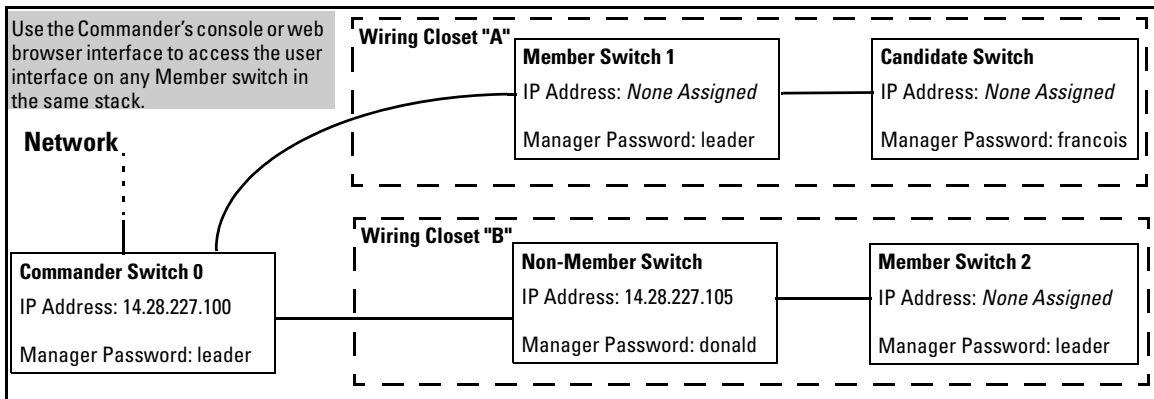 Use the Commander's console or web
browser interface to access the user
interface on any Member switch in
the same stack.
Network
Wiring Closet "A"
Member Switch 1
IP Address: None Assigned
Manager Password: leader
Candidate Switch
IP Address: None Assigned
Manager Password: francois
Commander Switch 0
IP Address: 14.28.227.100
Manager Password: leader
Wiring Closet "B"
Non-Member Switch
IP Address: 14.28.227.105
Manager Password: donald
Member Switch 2
IP Address: None Assigned
Manager Password: leader